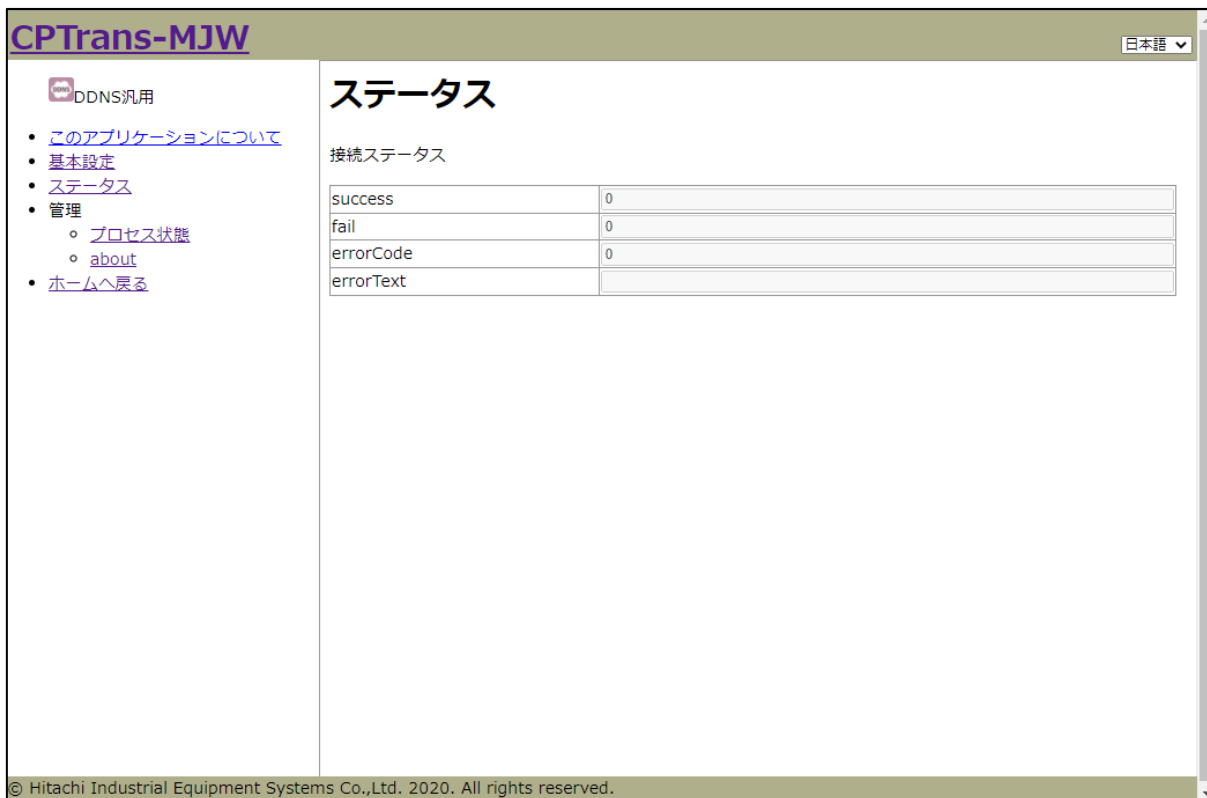 CPTrans-MJW
日本語
DDNS
DDNS汎用
このアプリケーションについて
基本設定
ステータス
管理
プロセス状態
about
ホームへ戻る
ステータス
接続ステータス
success 0
fail 0
errorCode 0
errorText
© Hitachi Industrial Equipment Systems Co.,Ltd. 2020. All rights reserved.